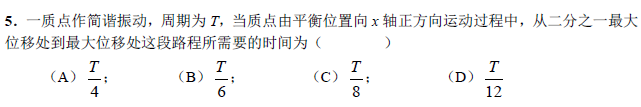 5．一质点作简谐振动，周期为 T，当质点由平衡位置向 x 轴正方向运动过程中，从二分之一最大
位移处到最大位移处这段路程所需要的时间为（　　　）
（A）T/4；　（B）T/6；　（C）T/8；　（D）T/12